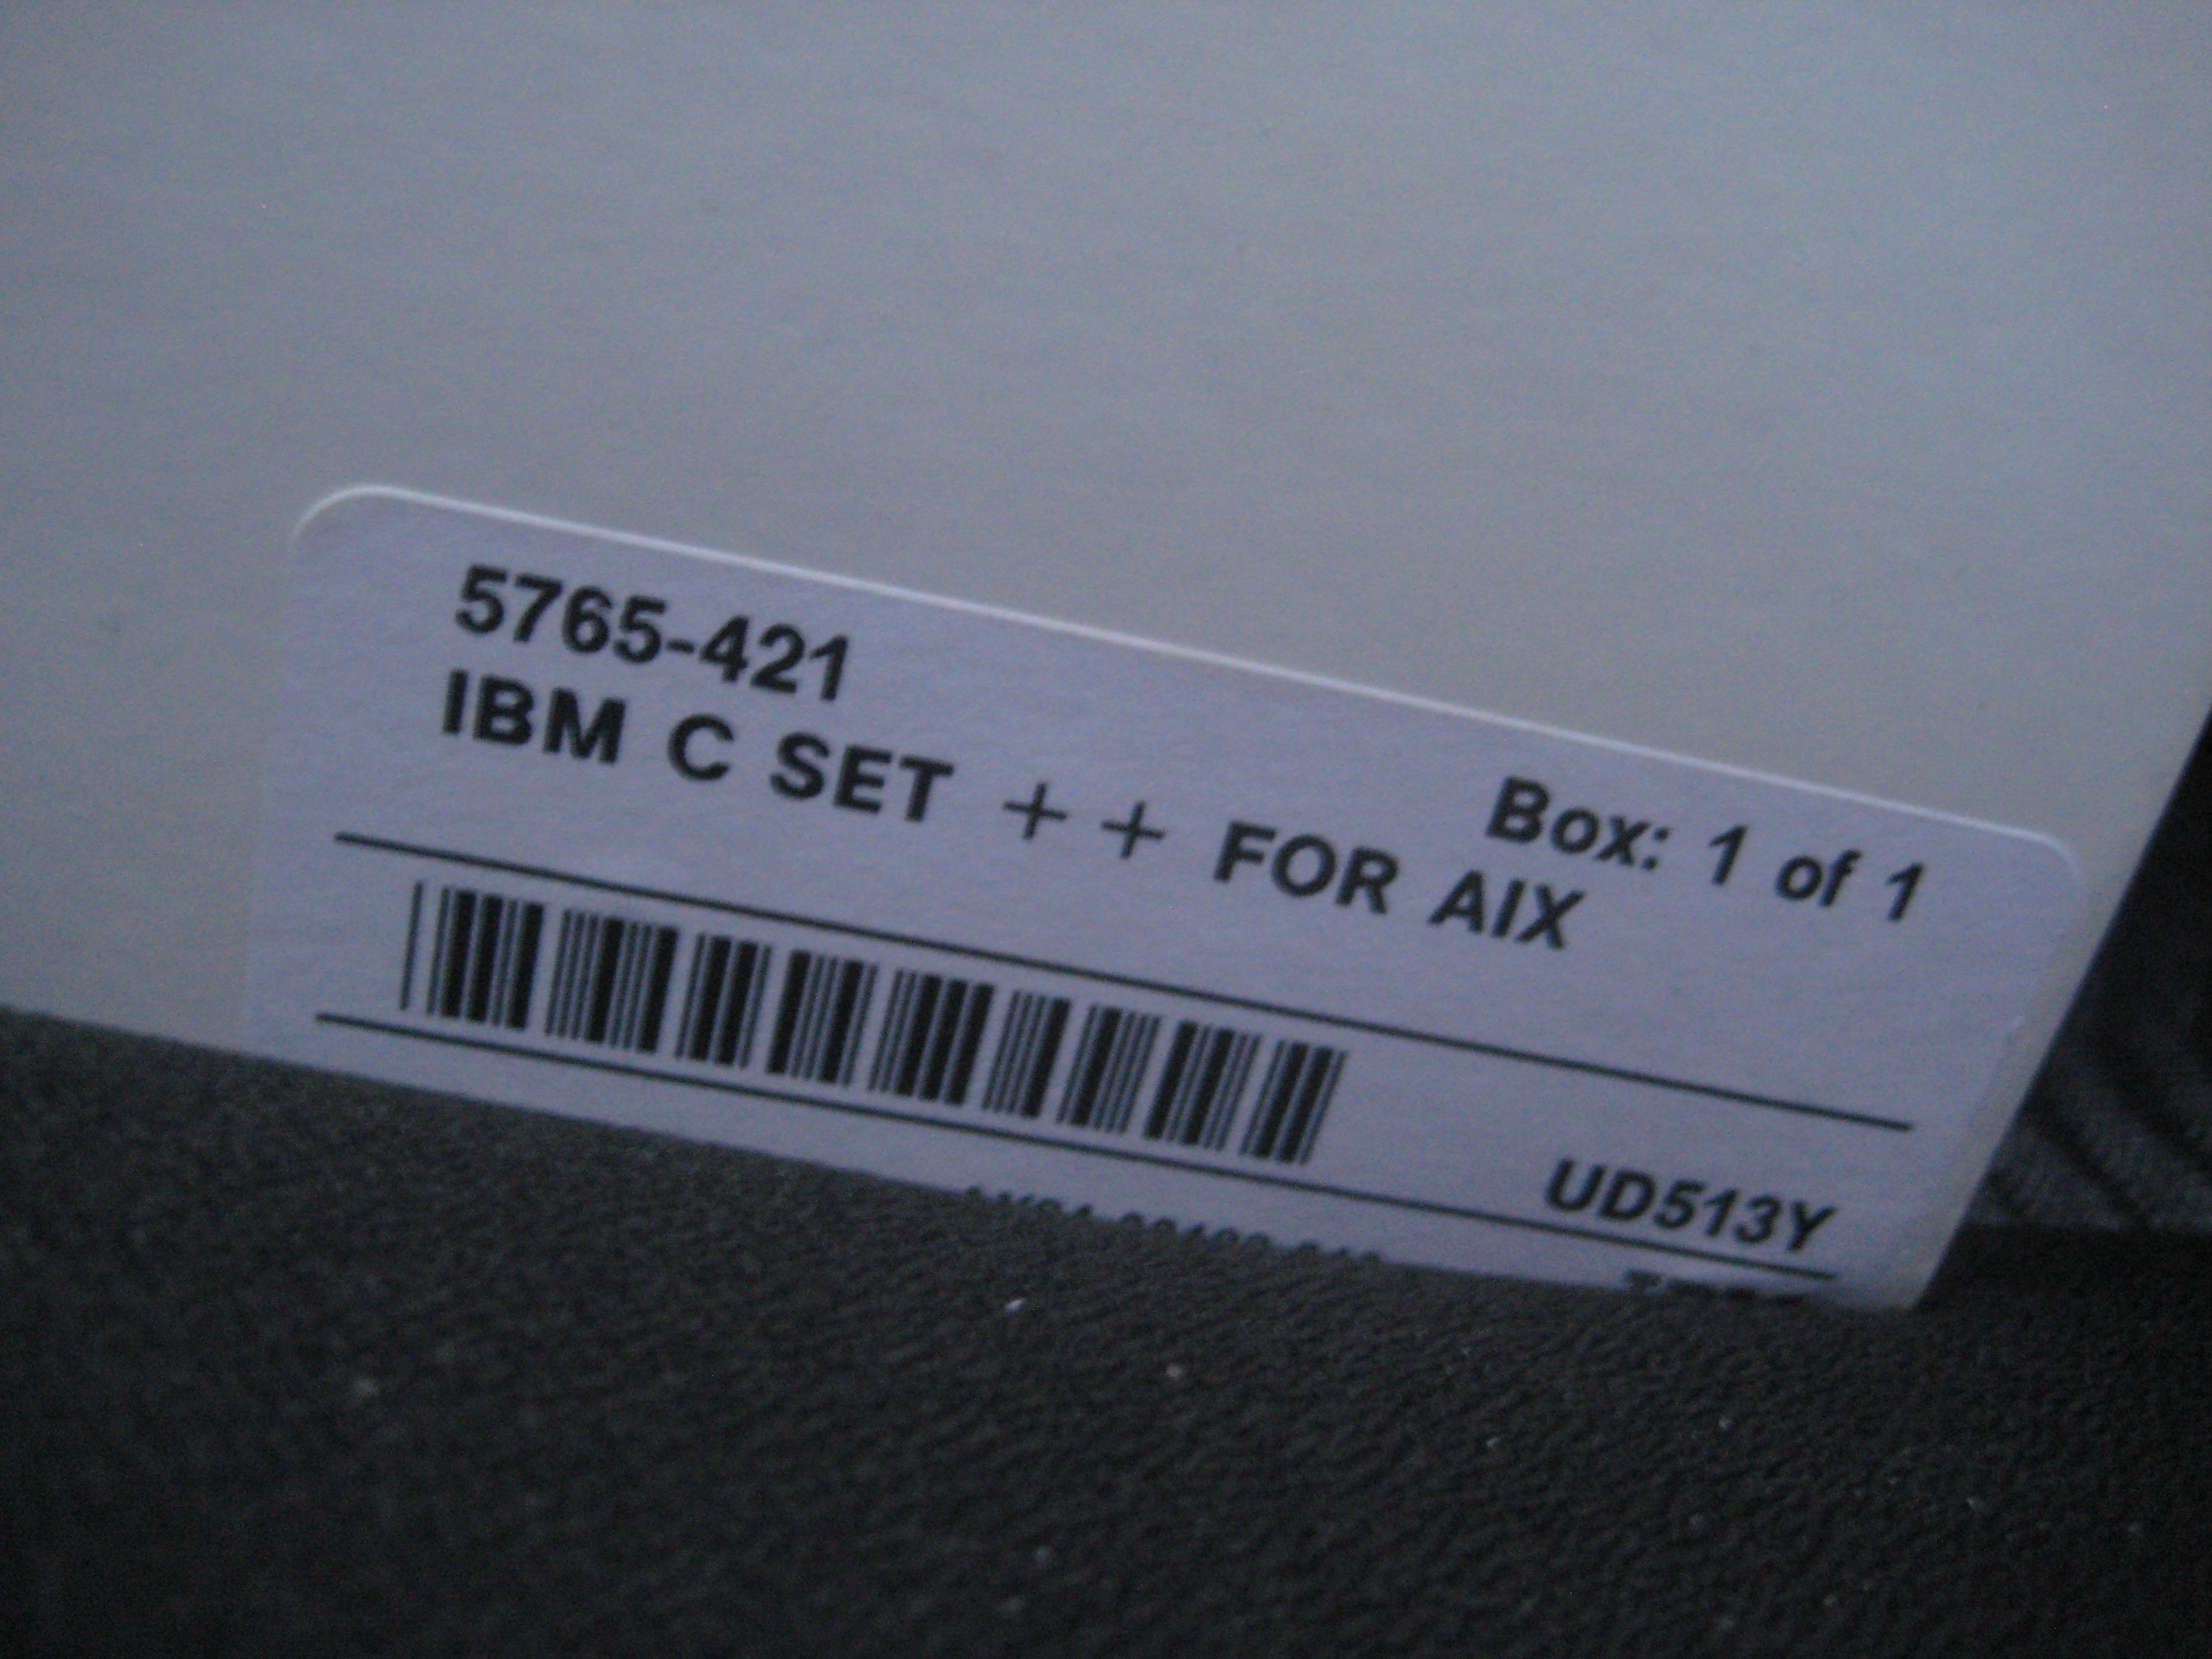 5765-421
Box: 1 of 1
IBM C SET ++ FOR AIX
UD513Y